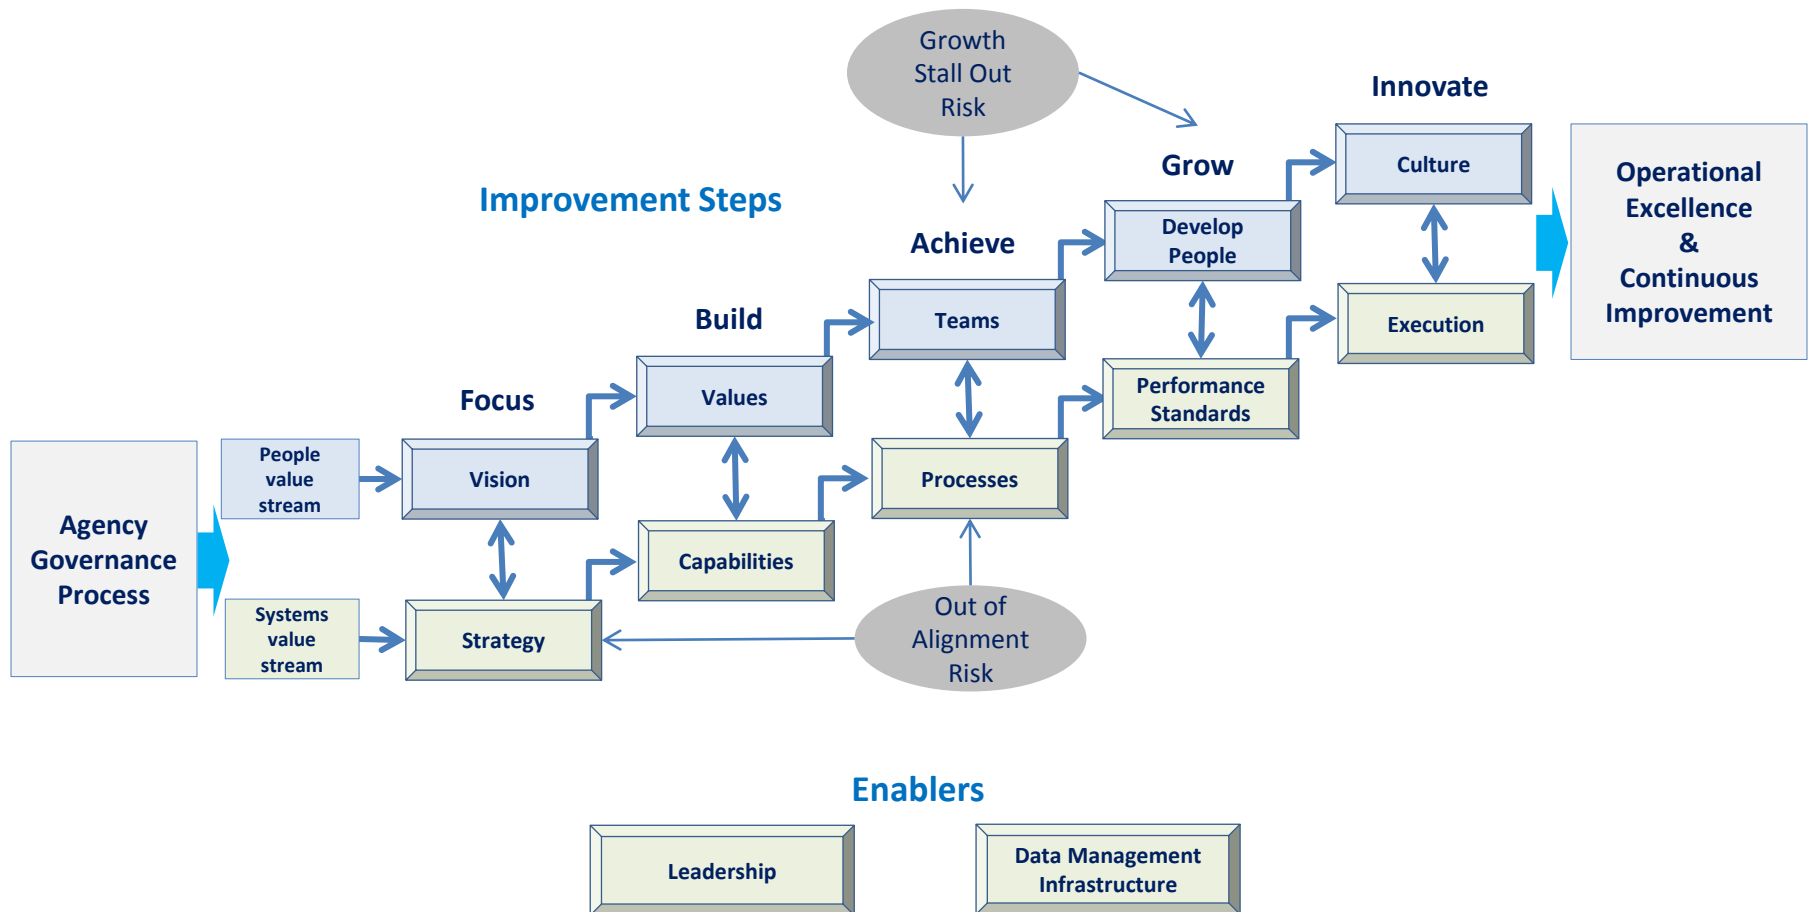 Growth
Stall Out
Risk
Innovate
Culture
Operational
Excellence
&
Continuous
Improvement
Grow
Develop
People
Improvement Steps
Achieve
Teams
Execution
Build
Values
Performance
Standards
Focus
Vision
Processes
People
value
stream
Agency
Governance
Process
Capabilities
Systems
value
stream
Strategy
Out of
Alignment
Risk
Enablers
Leadership
Data Management
Infrastructure